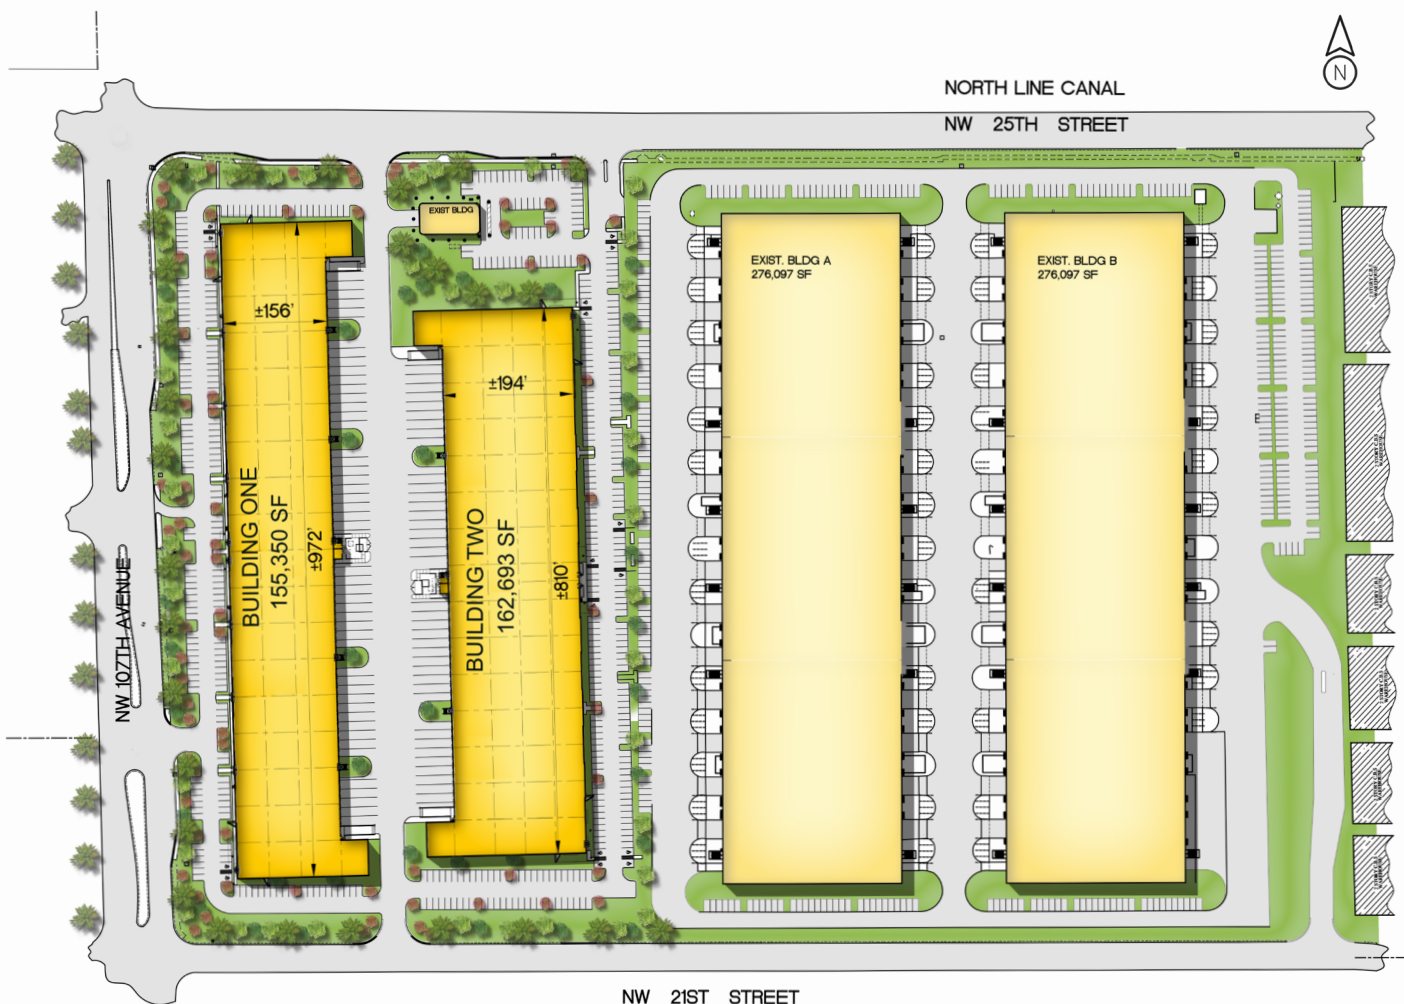 NORTH LINE CANAL
NW 25TH STREET
N
EXIST BLDG
EXIST. BLDG A
276,097 SF
EXIST. BLDG B
276,097 SF
±156'
±194'
BUILDING ONE
155,350 SF
±972'
BUILDING TWO
162,693 SF
±810'
NW 107TH AVENUE
NW 21ST STREET